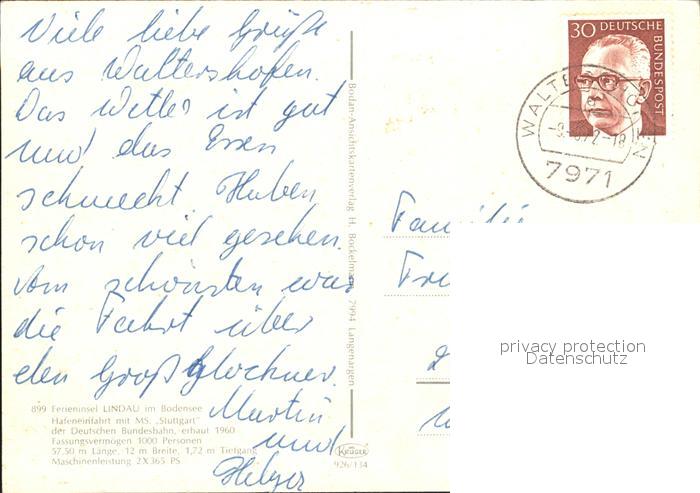 Viele liebe Grüße
aus Waltershofen.
Das Wetter ist gut
und das Essen
schmeckt. Haben
schon viel gesehen.
Am schönsten war
die Fahrt über
den Großglockner.
Martin
und
Helga
899 Ferieninsel LINDAU im Bodensee
Hafeneinfahrt mit MS. „Stuttgart"
der Deutschen Bundesbahn, erbaut 1960
Fassungsvermögen 1000 Personen
57,50 m Länge, 12 m Breite, 1,72 m Tiefgang
Maschinenleistung 2X365 PS
Bodan-Ansichtskartenverlag H. Bockelmann, 7994 Langenargen
KRÜGER
926/134
30 DEUTSCHE
BUNDESPOST
7971
Familie
privacy protection
Datenschutz